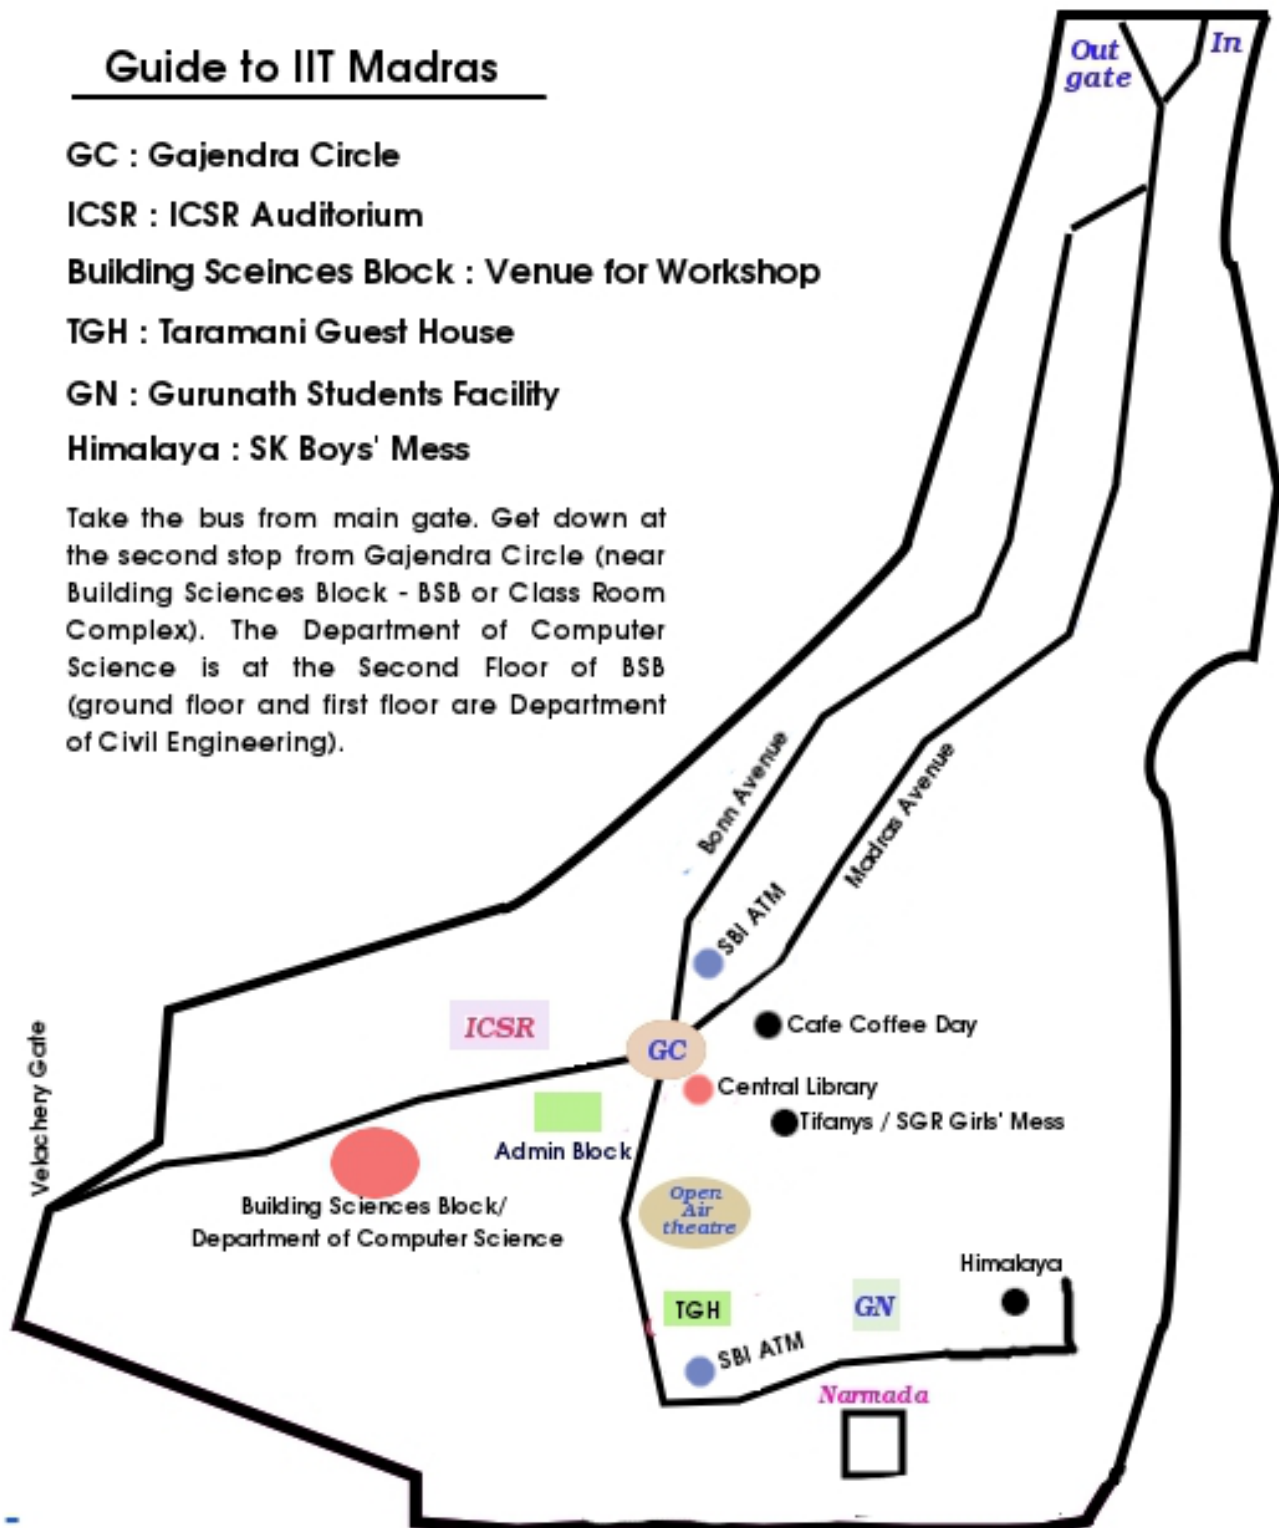 Guide to IIT Madras
GC : Gajendra Circle
ICSR : ICSR Auditorium
Building Sceinces Block : Venue for Workshop
TGH : Taramani Guest House
GN : Gurunath Students Facility
Himalaya : SK Boys' Mess
Take the bus from main gate. Get down at
the second stop from Gajendra Circle (near
Building Sciences Block - BSB or Class Room
Complex). The Department of Computer
Science is at the Second Floor of BSB
(ground floor and first floor are Department
of Civil Engineering).
Out
gate
In
Bonn Avenue
Madras Avenue
SBI ATM
ICSR
GC
Cafe Coffee Day
Central Library
Tifanys / SGR Girls' Mess
Admin Block
Velachery Gate
Building Sciences Block/
Department of Computer Science
Open
Air
theatre
Himalaya
TGH
GN
SBI ATM
Narmada